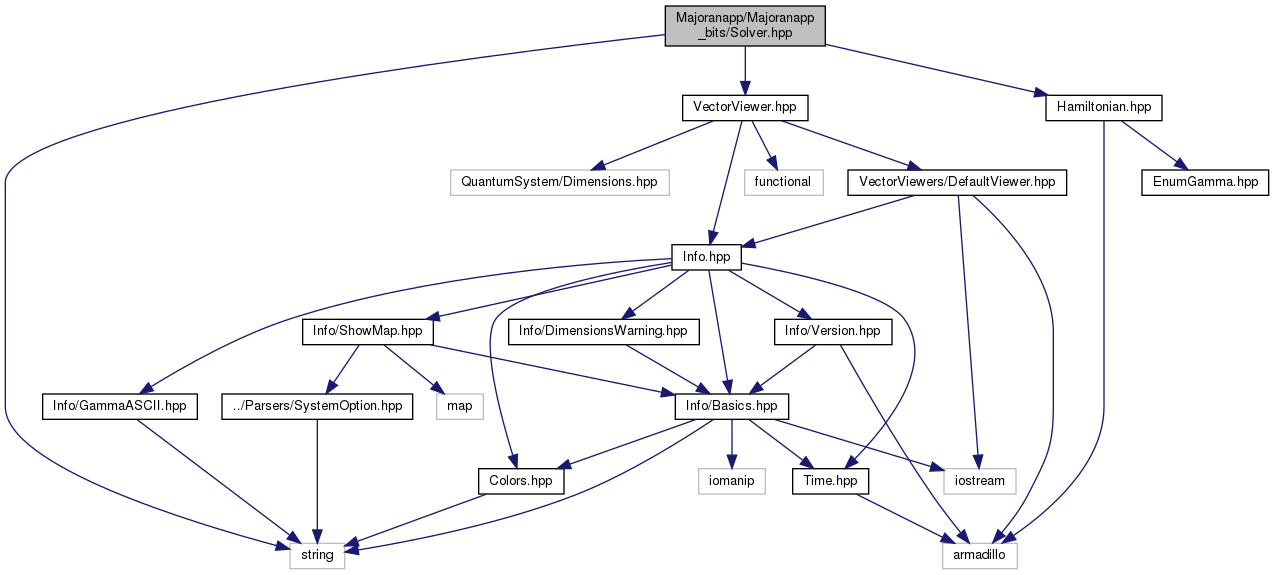 Majoranapp/Majoranapp
_bits/Solver.hpp
VectorViewer.hpp
Hamiltonian.hpp
QuantumSystem/Dimensions.hpp
functional
VectorViewers/DefaultViewer.hpp
EnumGamma.hpp
Info.hpp
Info/ShowMap.hpp
Info/DimensionsWarning.hpp
Info/Version.hpp
Info/GammaASCII.hpp
../Parsers/SystemOption.hpp
map
Info/Basics.hpp
Colors.hpp
iomanip
Time.hpp
iostream
string
armadillo